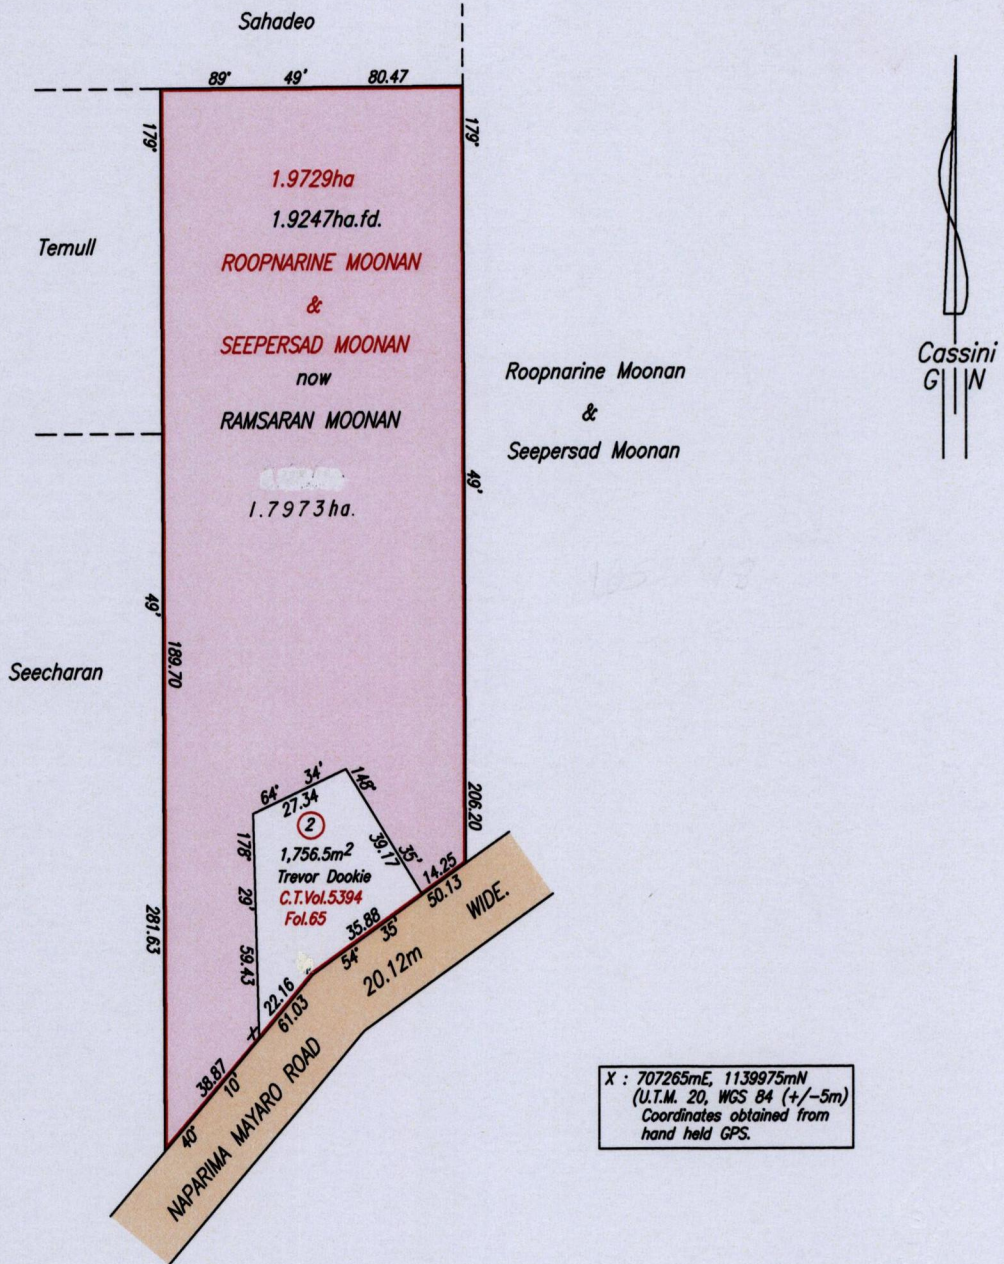 Sahadeo
89° 49' 80.47
179°
179°
1.9729ha
1.9247ha.fd.
ROOPNARINE MOONAN
&
SEEPERSAD MOONAN
now
RAMSARAN MOONAN
1.7973ha.
Temull
Roopnarine Moonan
&
Seepersad Moonan
Cassini
G N
49'
49'
189.70
Seecharan
281.63
206.20
64° 34'
27.34
148° 35'
39.17
2
1,756.5m²
Trevor Dookie
C.T.Vol.5394
Fol.65
178° 29' 59.43
14.25
50.13
35.88
54° 35'
22.16
61.03
38.87
40° 10'
20.12m WIDE.
NAPARIMA MAYARO ROAD
X : 707265mE, 1139975mN
(U.T.M. 20, WGS 84 (+/-5m)
Coordinates obtained from
hand held GPS.